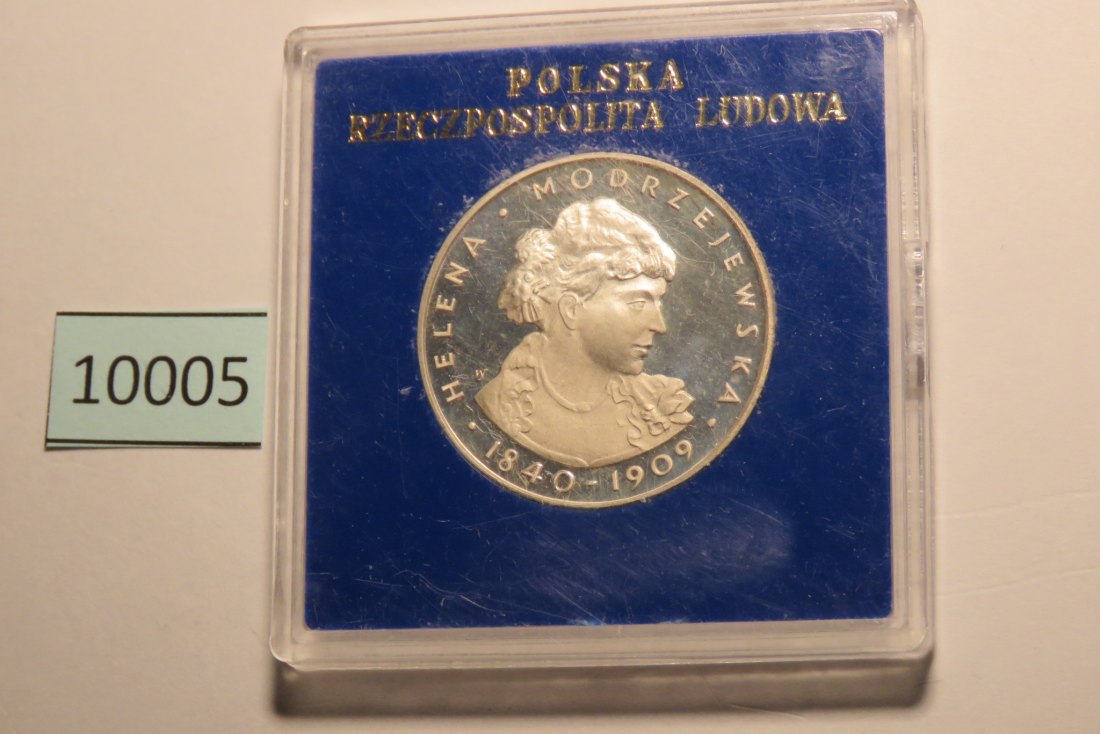 POLSKA
RZECZPOSPOLITA LUDOWA
HELENA · MODRZEJEWSKA
· 1840-1909 ·
W
10005